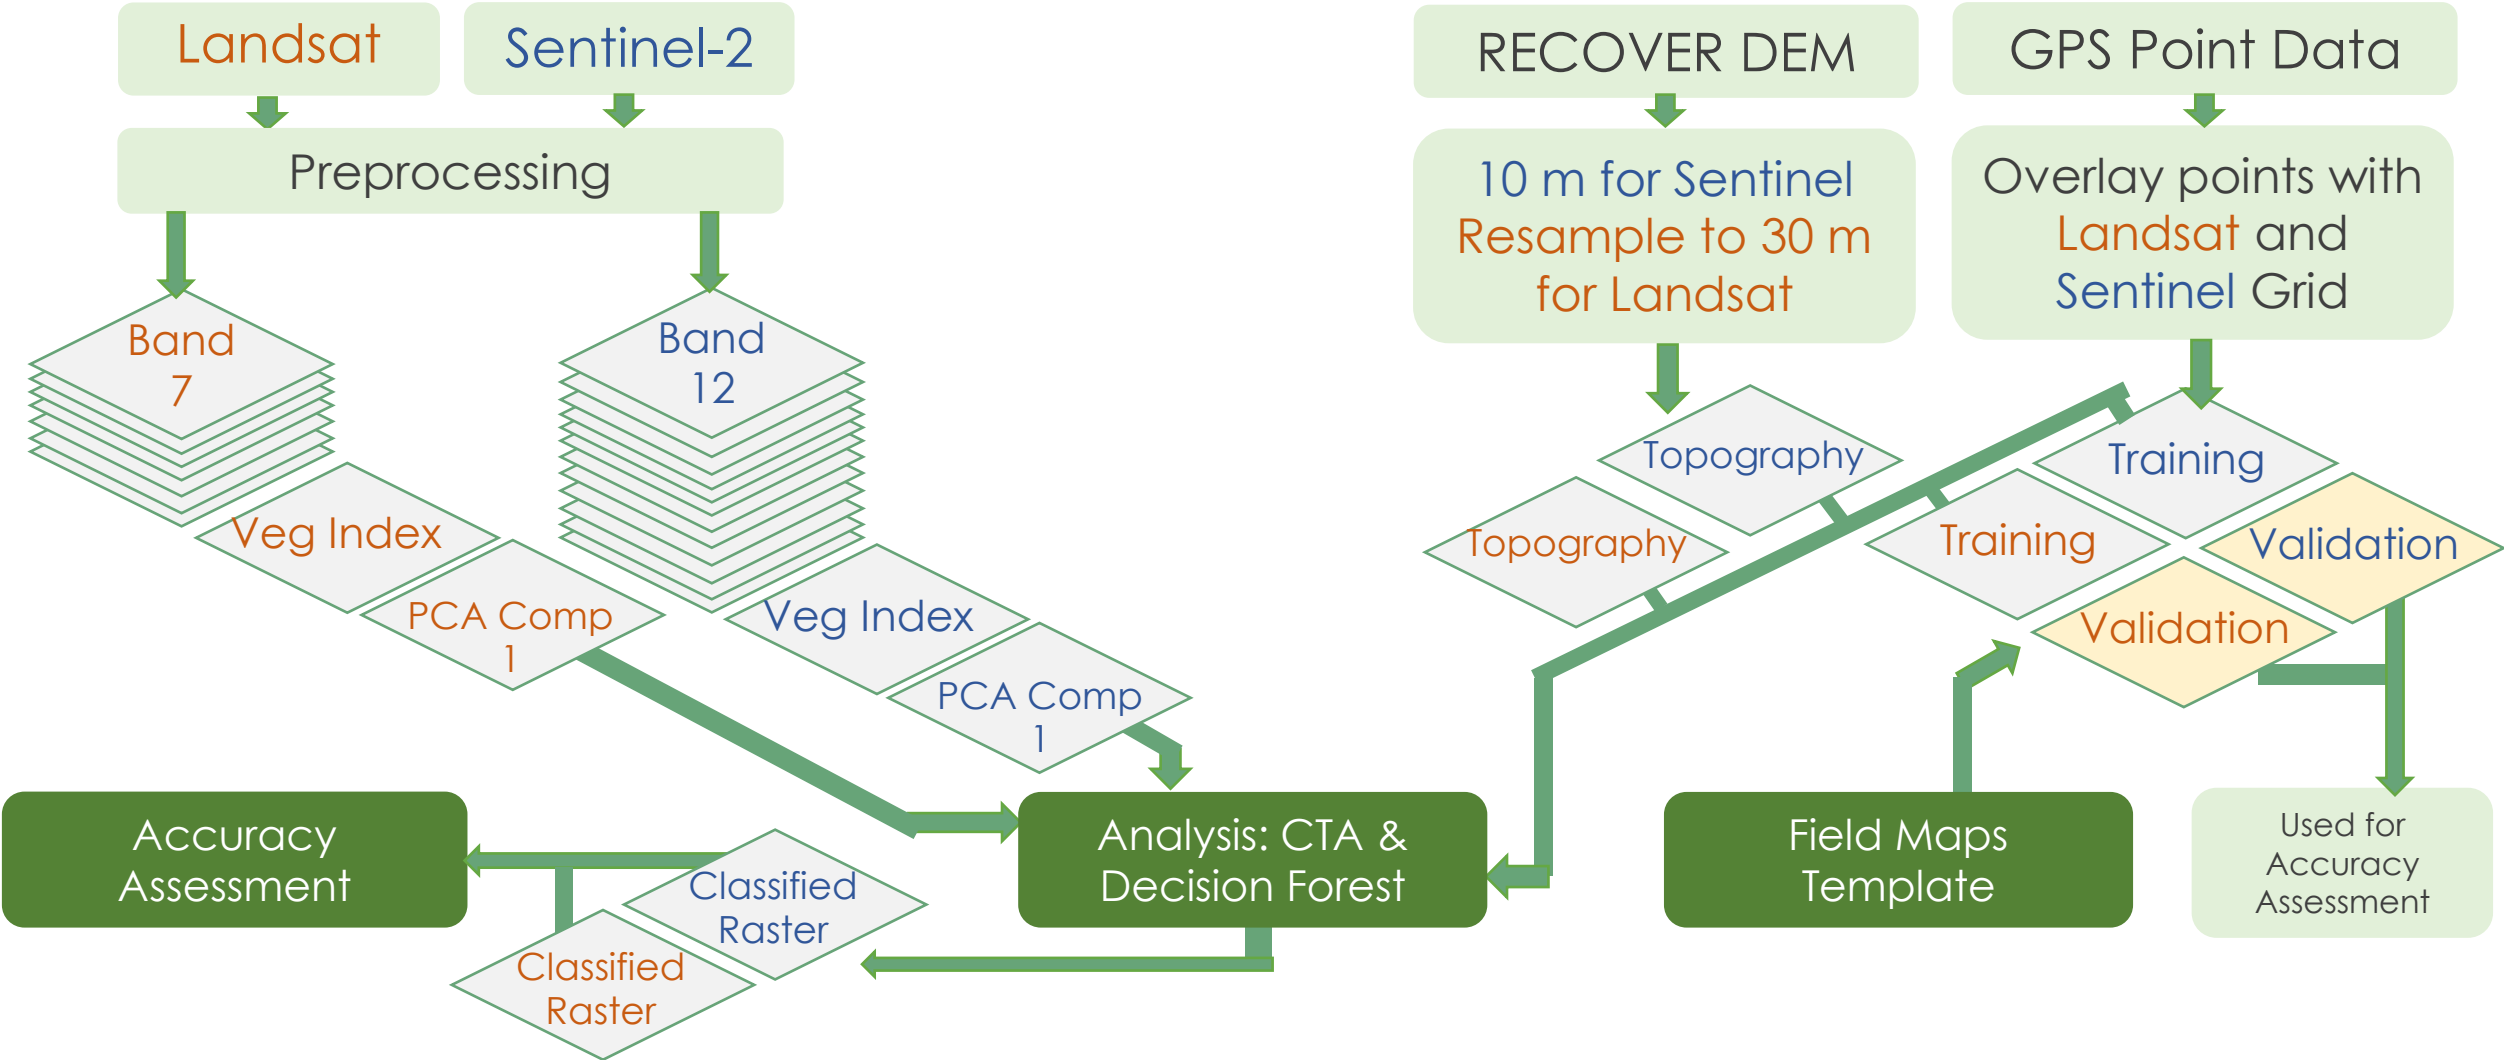 Landsat
Sentinel-2
RECOVER DEM
GPS Point Data
Preprocessing
10 m for Sentinel
Resample to 30 m
for Landsat
Overlay points with
Landsat and
Sentinel Grid
Band
7
Band
12
Veg Index
PCA Comp
1
Veg Index
PCA Comp
1
Topography
Topography
Training
Training
Validation
Validation
Accuracy
Assessment
Classified
Raster
Classified
Raster
Analysis: CTA &
Decision Forest
Field Maps
Template
Used for
Accuracy
Assessment